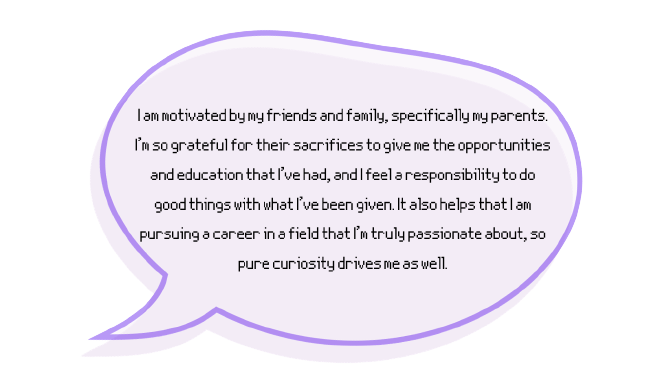 I am motivated by my friends and family, specifically my parents.
I'm so grateful for their sacrifices to give me the opportunities
and education that I've had, and I feel a responsibility to do
good things with what I've been given. It also helps that I am
pursuing a career in a field that I'm truly passionate about, so
pure curiosity drives me as well.